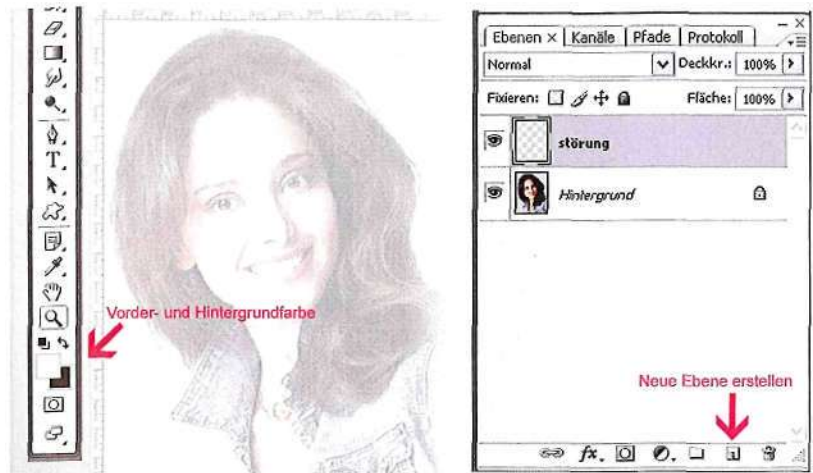 Vorder- und Hintergrundfarbe
Ebenen × Kanäle Pfade Protokoll
Normal Deckkr.: 100%
Fixieren: Fläche: 100%
störung
Hintergrund
Neue Ebene erstellen
fx.
T